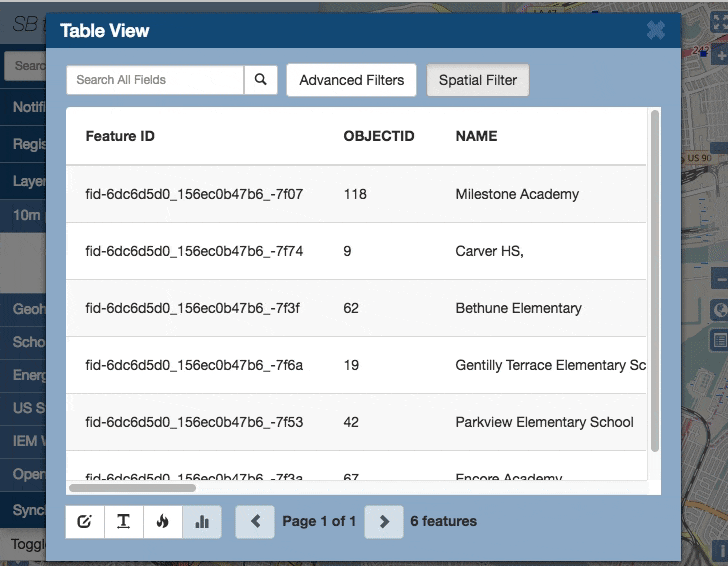 SB
Table View
Searc
Search All Fields
Advanced Filters
Spatial Filter
Notifi
Regis
Layer
10m
Geoh
Scho
Energ
US S
IEM V
Open
Sync
Toggl
Feature ID OBJECTID NAME
fid-6dc6d5d0_156ec0b47b6_-7f07 118 Milestone Academy
fid-6dc6d5d0_156ec0b47b6_-7f74 9 Carver HS,
fid-6dc6d5d0_156ec0b47b6_-7f3f 62 Bethune Elementary
fid-6dc6d5d0_156ec0b47b6_-7f6a 19 Gentilly Terrace Elementary Sc
fid-6dc6d5d0_156ec0b47b6_-7f53 42 Parkview Elementary School
fid-6dc6d5d0_156ec0b47b6_-7f3a 67 Encore Academy
Page 1 of 1
6 features
US 90